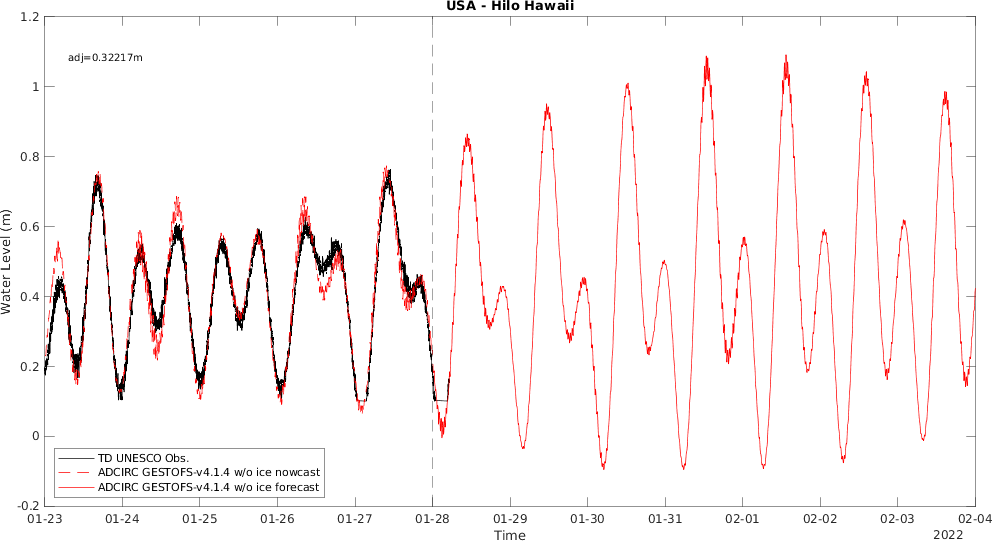 USA - Hilo Hawaii
adj=0.32217m
1.2
1
0.8
0.6
0.4
0.2
0
-0.2
Water Level (m)
TD UNESCO Obs.
ADCIRC GESTOFS-v4.1.4 w/o ice nowcast
ADCIRC GESTOFS-v4.1.4 w/o ice forecast
01-23 01-24 01-25 01-26 01-27 01-28 01-29 01-30 01-31 02-01 02-02 02-03 02-04
Time
2022